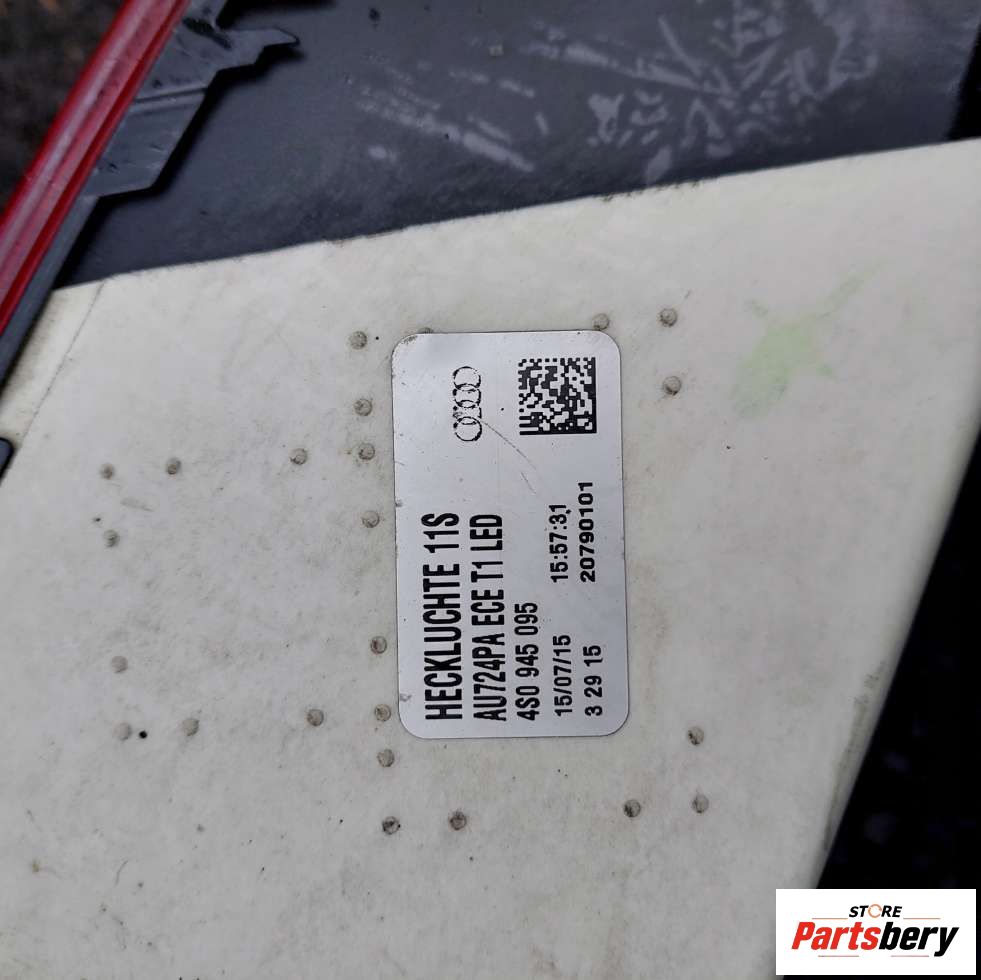 HECKLUCHTE 11S
AU724PA ECE T1 LED
4S0 945 095
15/07/15 15:57:31
3 29 15 20790101
STORE
Partsbery